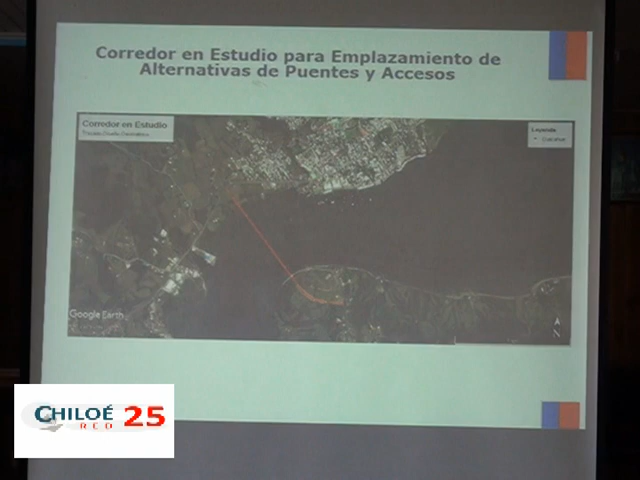 Corredor en Estudio para Emplazamiento de
Alternativas de Puentes y Accesos
Corredor en Estudio
Leyenda
Google Earth
N
CHILOÉ 25
RED